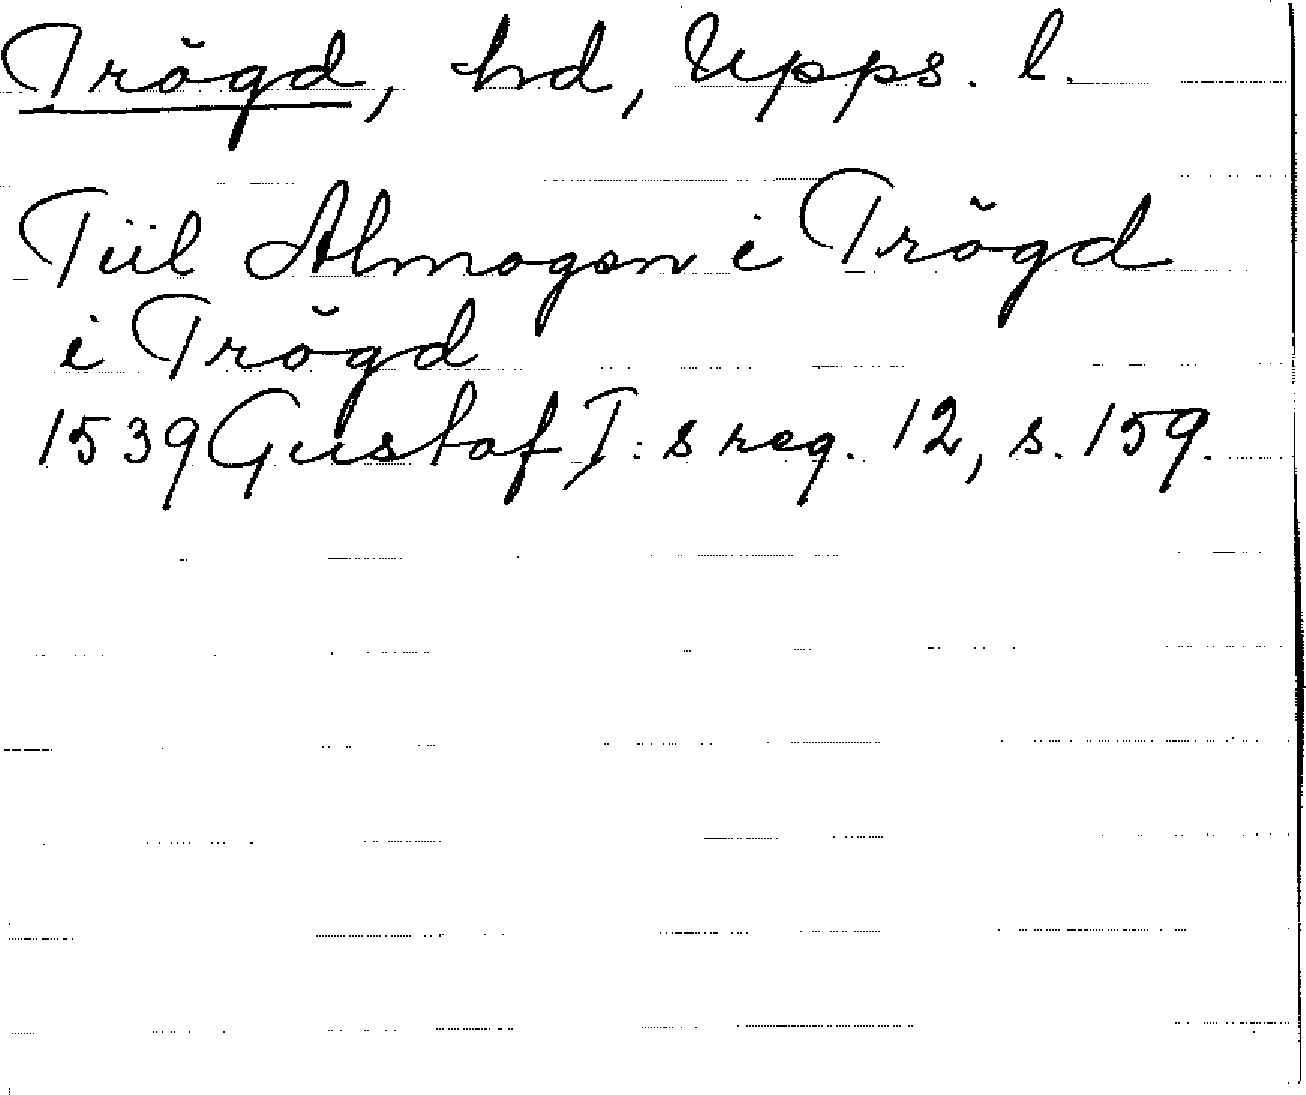 Trögd, hd, Upps. l.
Tiil Almogen i Trögd
i Trögd
1539 Gustaf I:s reg. 12, s. 159.